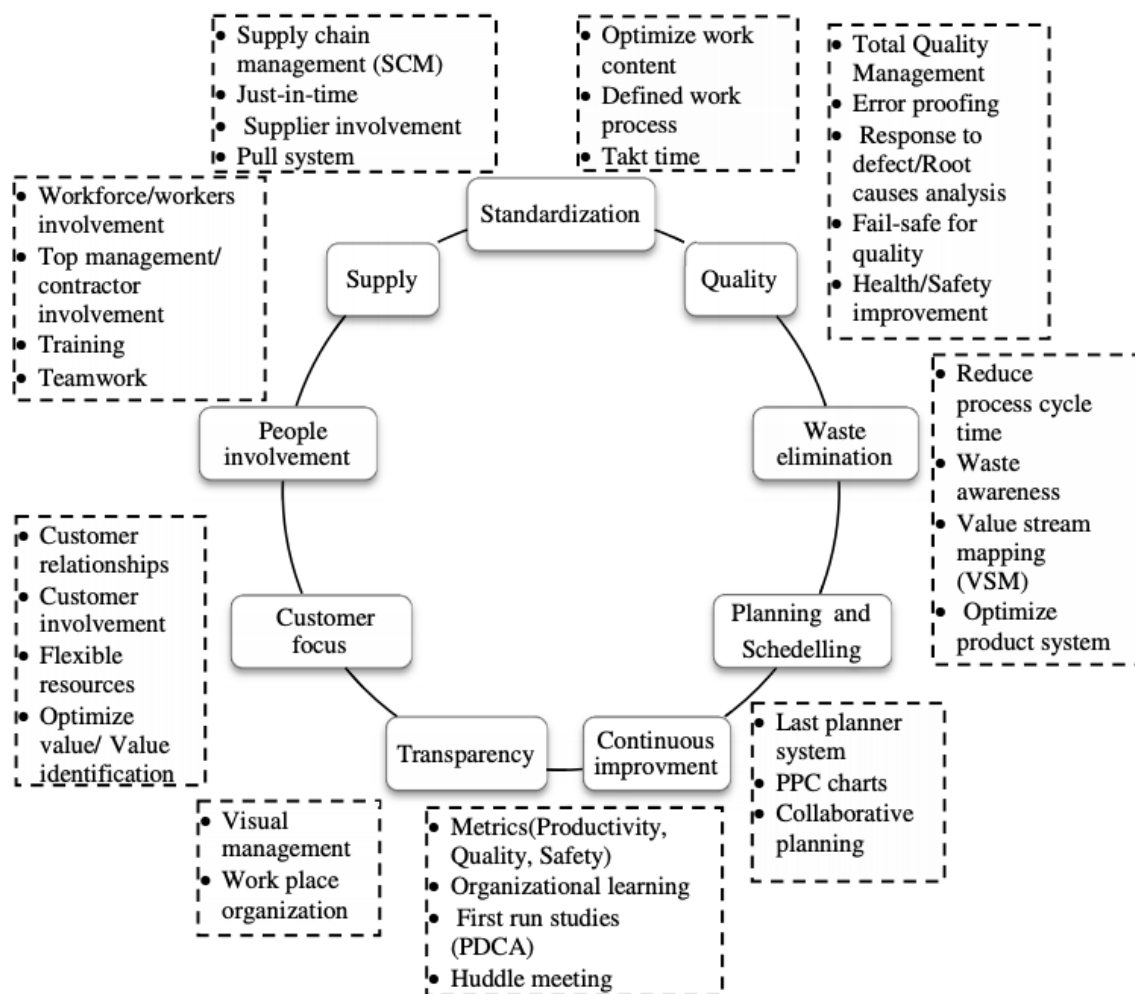 • Supply chain
management (SCM)
• Just-in-time
• Supplier involvement
• Pull system
• Optimize work
content
• Defined work
process
• Takt time
• Total Quality
Management
• Error proofing
• Response to
defect/Root
causes analysis
• Fail-safe for
quality
• Health/Safety
improvement
• Workforce/workers
involvement
• Top management/
contractor
involvement
• Training
• Teamwork
Standardization
Supply
Quality
• Reduce
process cycle
time
• Waste
awareness
• Value stream
mapping
(VSM)
• Optimize
product system
People
involvement
Waste
elimination
• Customer
relationships
• Customer
involvement
• Flexible
resources
• Optimize
value/ Value
identification
Customer
focus
Planning and
Schedelling
Transparency
Continuous
improvment
• Last planner
system
• PPC charts
• Collaborative
planning
• Visual
management
• Work place
organization
• Metrics(Productivity,
Quality, Safety)
• Organizational learning
• First run studies
(PDCA)
• Huddle meeting